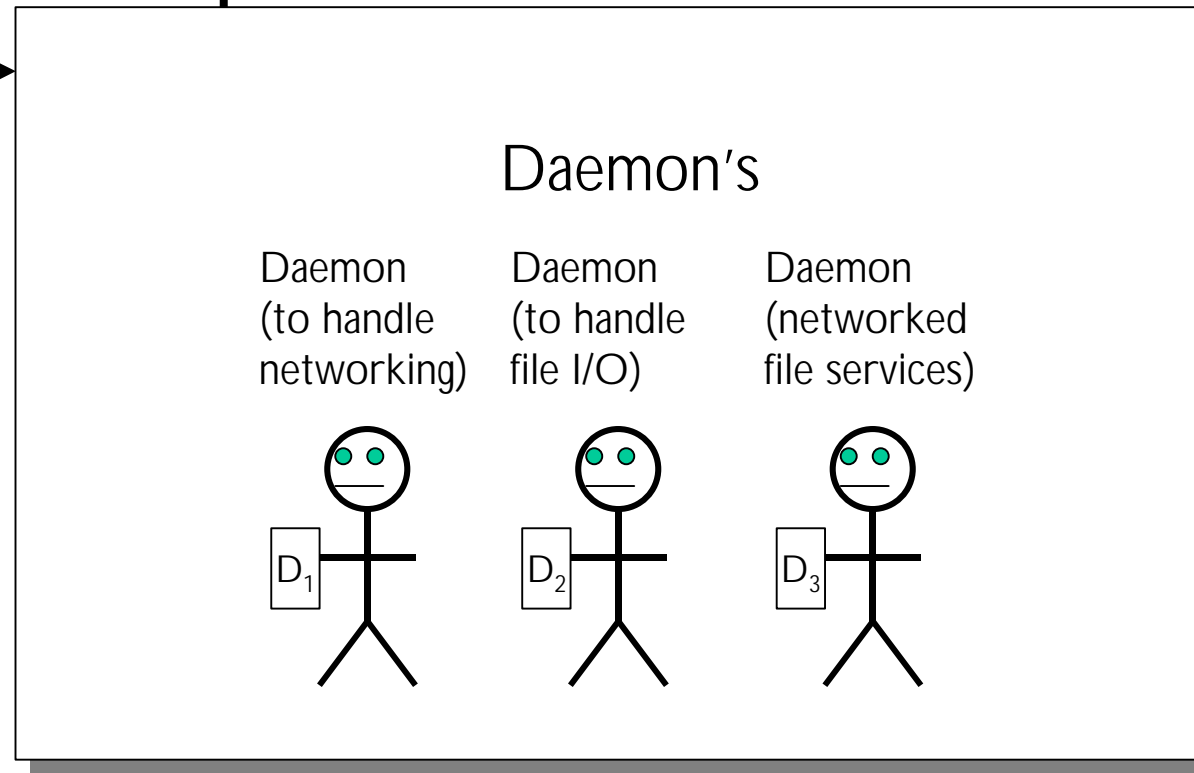 Daemon's
Daemon
(to handle
networking)
Daemon
(to handle
file I/O)
Daemon
(networked
file services)
D₁
D₂
D₃